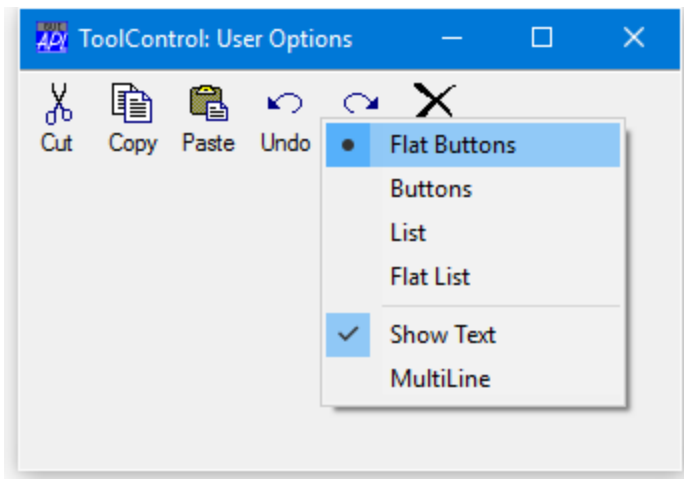 ToolControl: User Options
Cut Copy Paste Undo
Flat Buttons
Buttons
List
Flat List
Show Text
MultiLine